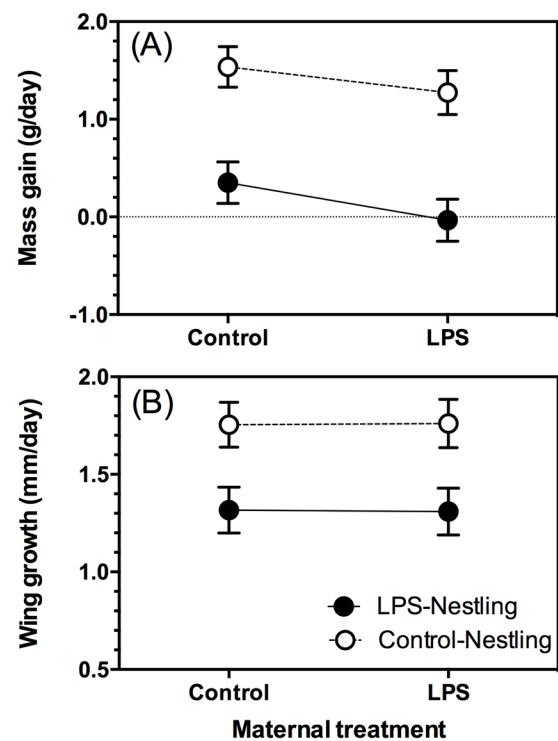 (A)
Mass gain (g/day)
2.0
1.0
0.0
-1.0
Control LPS
(B)
Wing growth (mm/day)
2.0
1.5
1.0
0.5
LPS-Nestling
Control-Nestling
Control LPS
Maternal treatment